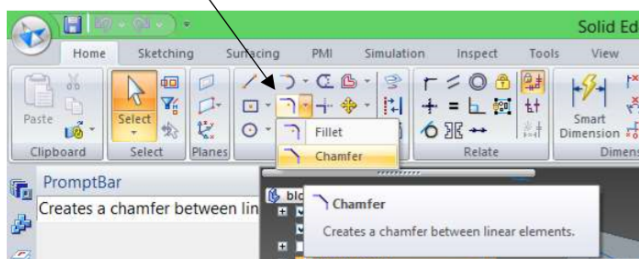 Solid Ed
Home Sketching Surfacing PMI Simulation Inspect Tools View
Paste
Select
Smart
Dimension
Fillet
Chamfer
Clipboard Select Planes Relate Dimens
PromptBar
Creates a chamfer between lin
blo
Chamfer
Creates a chamfer between linear elements.